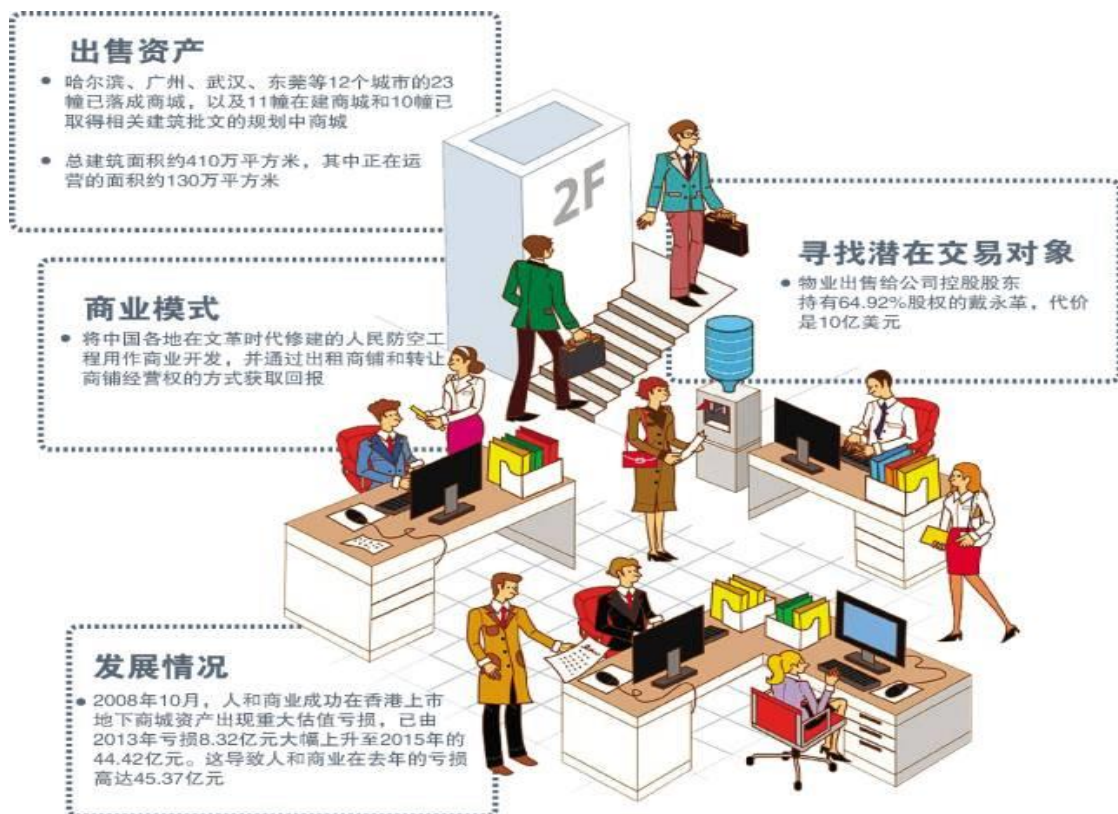 出售资产
● 哈尔滨、广州、武汉、东莞等12个城市的23
幢已落成商城，以及11幢在建商城和10幢已
取得相关建筑批文的规划中商城
● 总建筑面积约410万平方米，其中正在运
营的面积约130万平方米
2F
寻找潜在交易对象
● 物业出售给公司控股股东
持有64.92%股权的戴永革，代价
是10亿美元
商业模式
● 将中国各地在文革时代修建的人民防空工
程用作商业开发，并通过出租商铺和转让
商铺经营权的方式获取回报
发展情况
● 2008年10月，人和商业成功在香港上市
地下商城资产出现重大估值亏损，已由
2013年亏损8.32亿元大幅上升至2015年的
44.42亿元。这导致人和商业在去年的亏损
高达45.37亿元